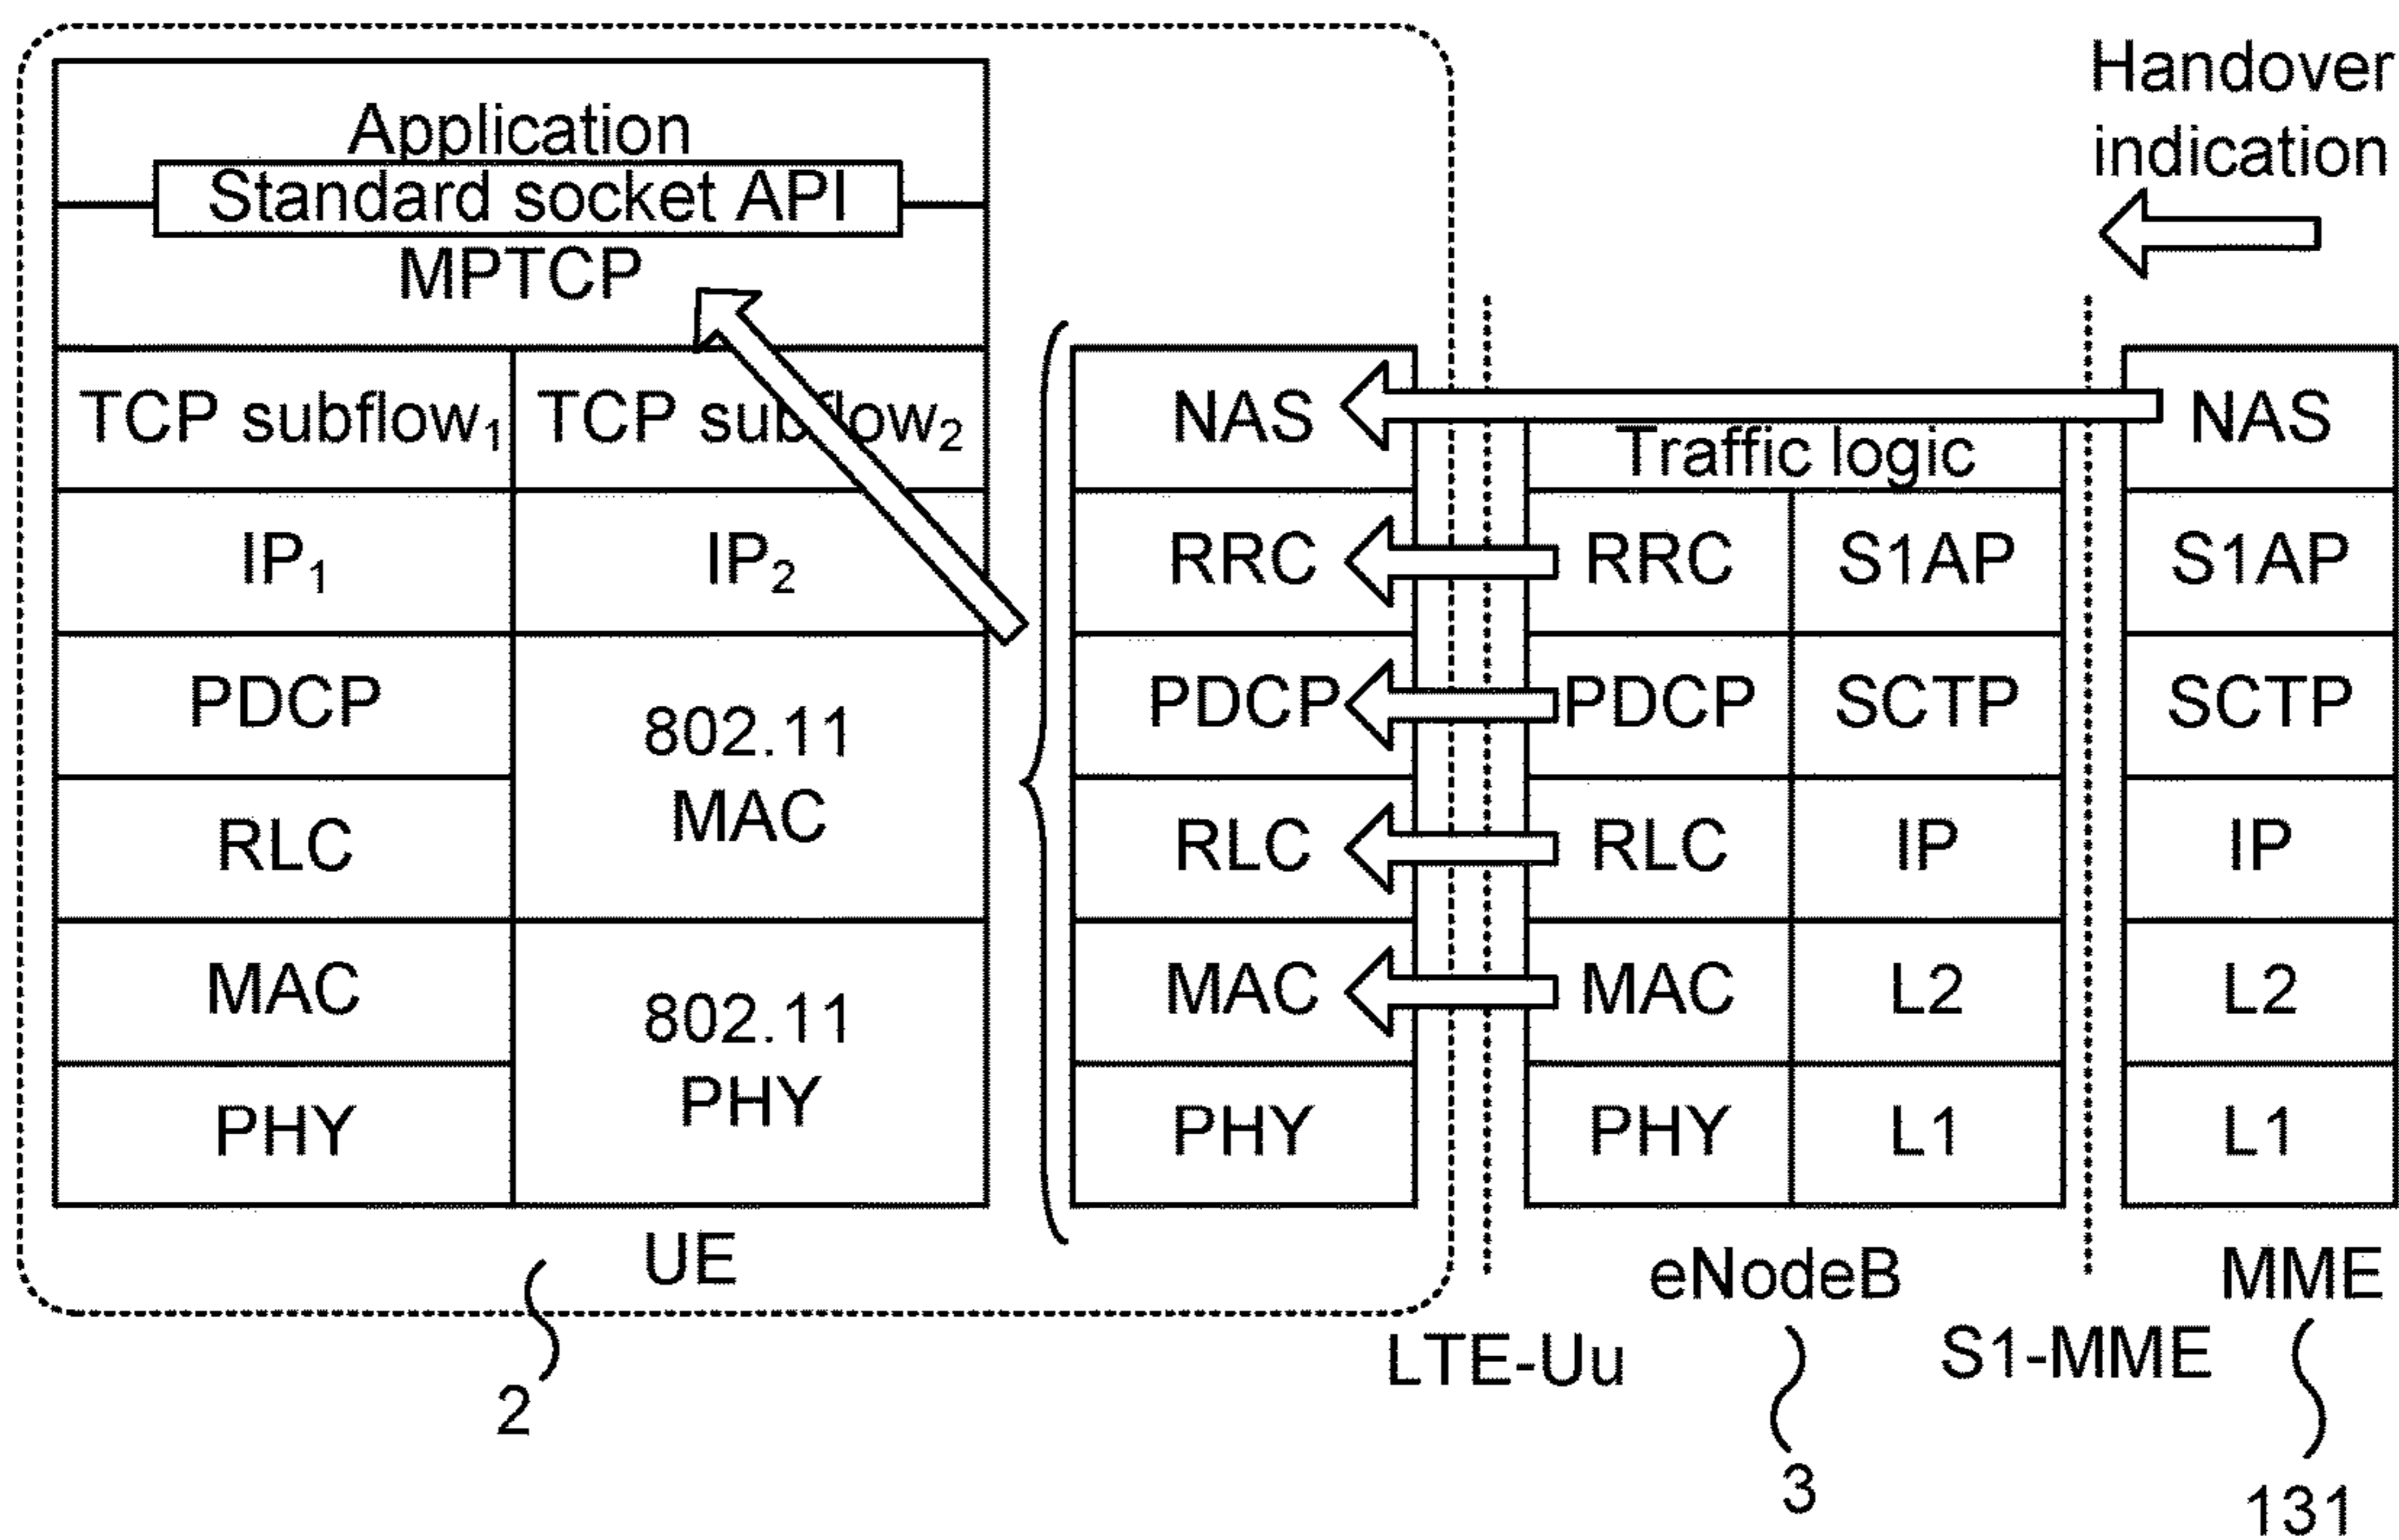 Handover
indication
Application
Standard socket API
MPTCP
TCP subflow₁ TCP subflow₂ NAS Traffic logic NAS
IP₁ IP₂ RRC RRC S1AP S1AP
PDCP 802.11 PDCP PDCP SCTP SCTP
RLC MAC RLC RLC IP IP
MAC 802.11 MAC MAC L2 L2
PHY PHY PHY PHY L1 L1
UE eNodeB MME
LTE-Uu S1-MME
2 3 131